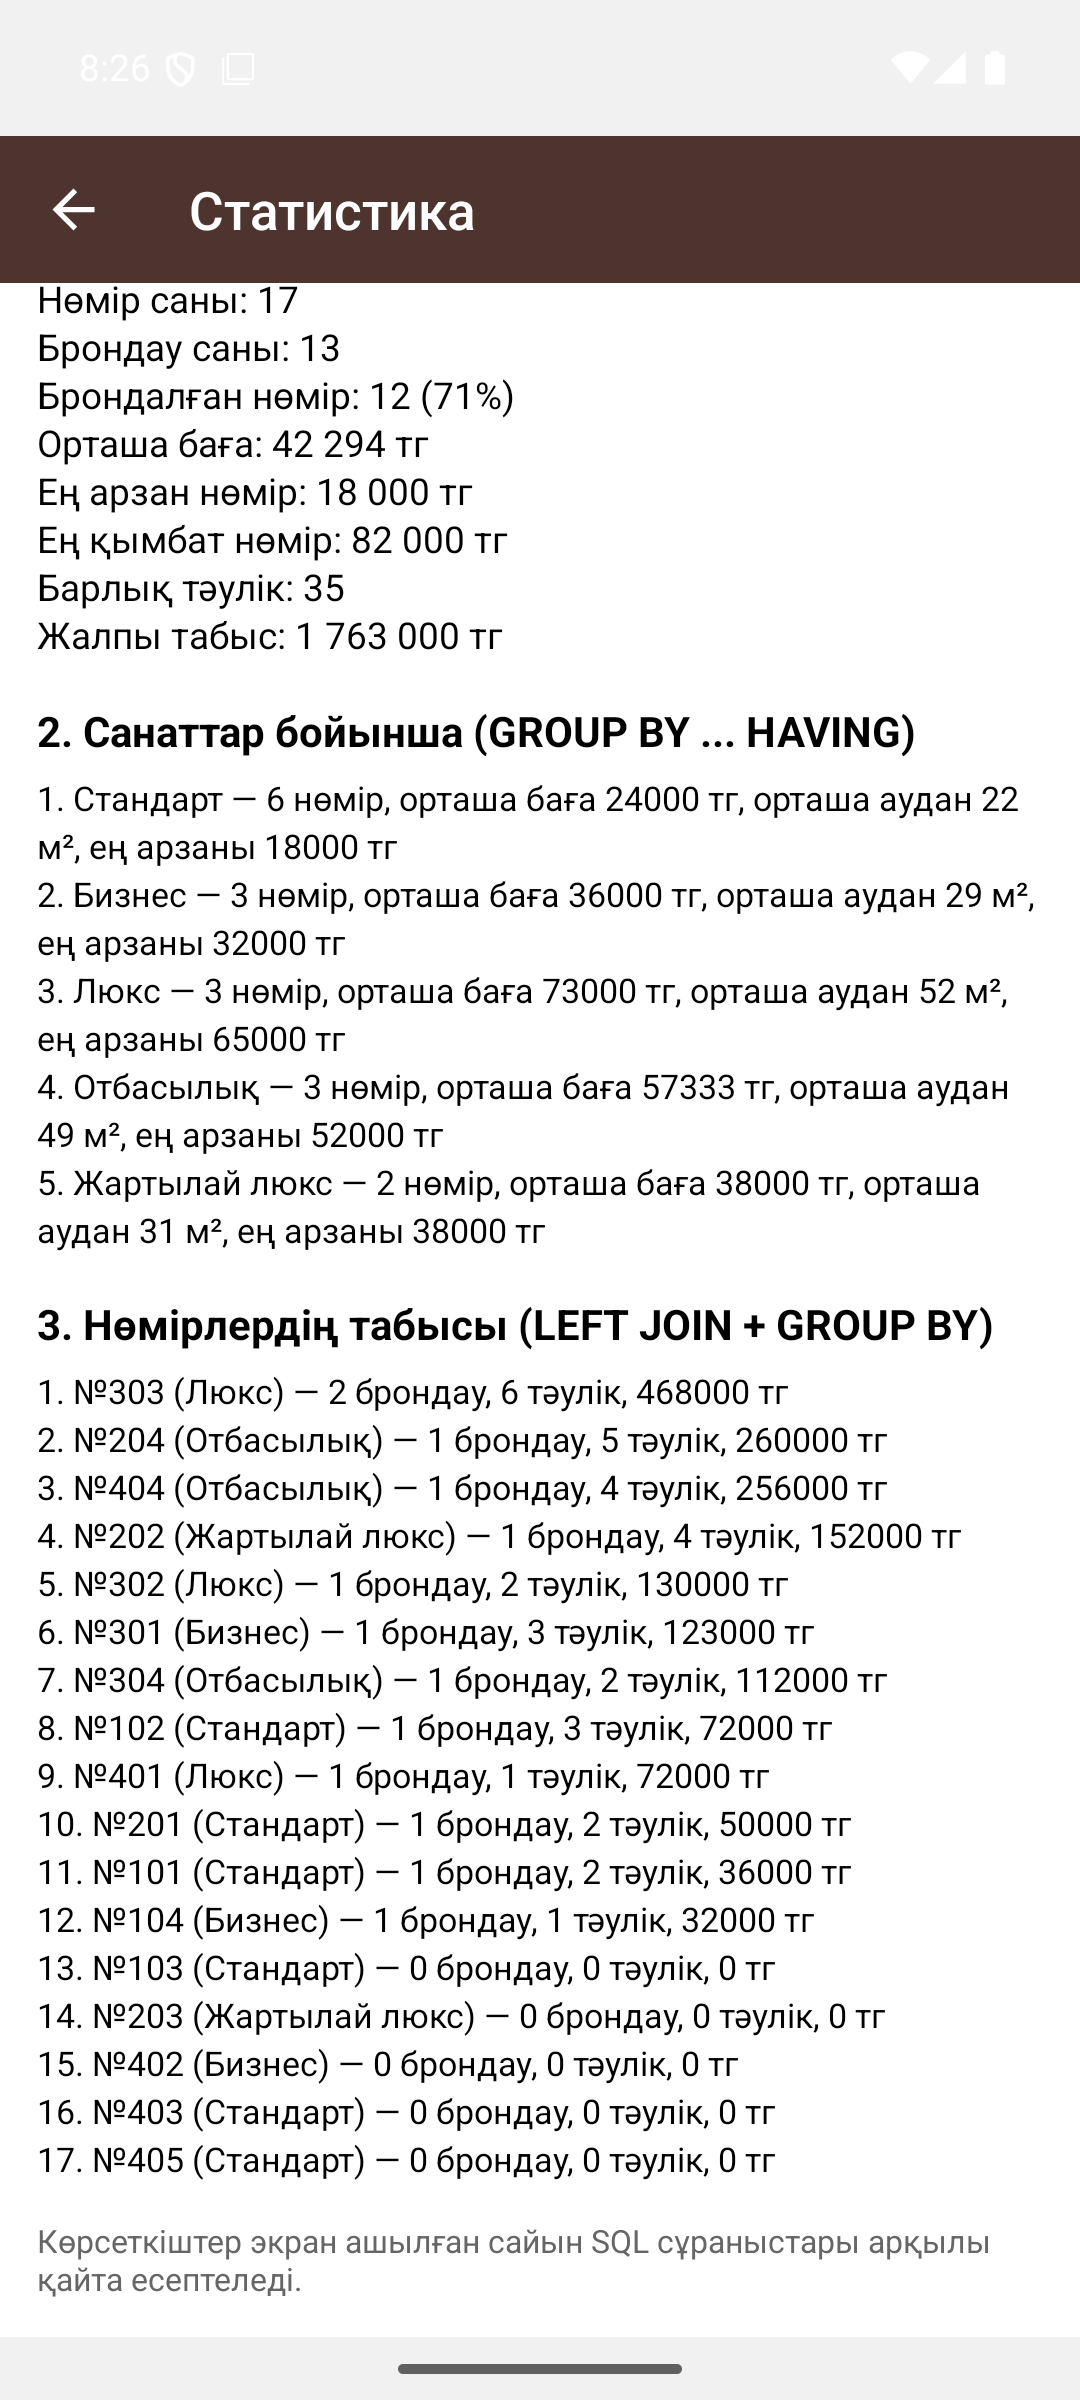 8:26
Статистика
Нөмір саны: 17
Брондау саны: 13
Брондалған нөмір: 12 (71%)
Орташа баға: 42 294 тг
Ең арзан нөмір: 18 000 тг
Ең қымбат нөмір: 82 000 тг
Барлық тәулік: 35
Жалпы табыс: 1 763 000 тг
2. Санаттар бойынша (GROUP BY ... HAVING)
1. Стандарт — 6 нөмір, орташа баға 24000 тг, орташа аудан 22
м², ең арзаны 18000 тг
2. Бизнес — 3 нөмір, орташа баға 36000 тг, орташа аудан 29 м²,
ең арзаны 32000 тг
3. Люкс — 3 нөмір, орташа баға 73000 тг, орташа аудан 52 м²,
ең арзаны 65000 тг
4. Отбасылық — 3 нөмір, орташа баға 57333 тг, орташа аудан
49 м², ең арзаны 52000 тг
5. Жартылай люкс — 2 нөмір, орташа баға 38000 тг, орташа
аудан 31 м², ең арзаны 38000 тг
3. Нөмірлердің табысы (LEFT JOIN + GROUP BY)
1. №303 (Люкс) — 2 брондау, 6 тәулік, 468000 тг
2. №204 (Отбасылық) — 1 брондау, 5 тәулік, 260000 тг
3. №404 (Отбасылық) — 1 брондау, 4 тәулік, 256000 тг
4. №202 (Жартылай люкс) — 1 брондау, 4 тәулік, 152000 тг
5. №302 (Люкс) — 1 брондау, 2 тәулік, 130000 тг
6. №301 (Бизнес) — 1 брондау, 3 тәулік, 123000 тг
7. №304 (Отбасылық) — 1 брондау, 2 тәулік, 112000 тг
8. №102 (Стандарт) — 1 брондау, 3 тәулік, 72000 тг
9. №401 (Люкс) — 1 брондау, 1 тәулік, 72000 тг
10. №201 (Стандарт) — 1 брондау, 2 тәулік, 50000 тг
11. №101 (Стандарт) — 1 брондау, 2 тәулік, 36000 тг
12. №104 (Бизнес) — 1 брондау, 1 тәулік, 32000 тг
13. №103 (Стандарт) — 0 брондау, 0 тәулік, 0 тг
14. №203 (Жартылай люкс) — 0 брондау, 0 тәулік, 0 тг
15. №402 (Бизнес) — 0 брондау, 0 тәулік, 0 тг
16. №403 (Стандарт) — 0 брондау, 0 тәулік, 0 тг
17. №405 (Стандарт) — 0 брондау, 0 тәулік, 0 тг
Көрсеткіштер экран ашылған сайын SQL сұраныстары арқылы
қайта есептеледі.